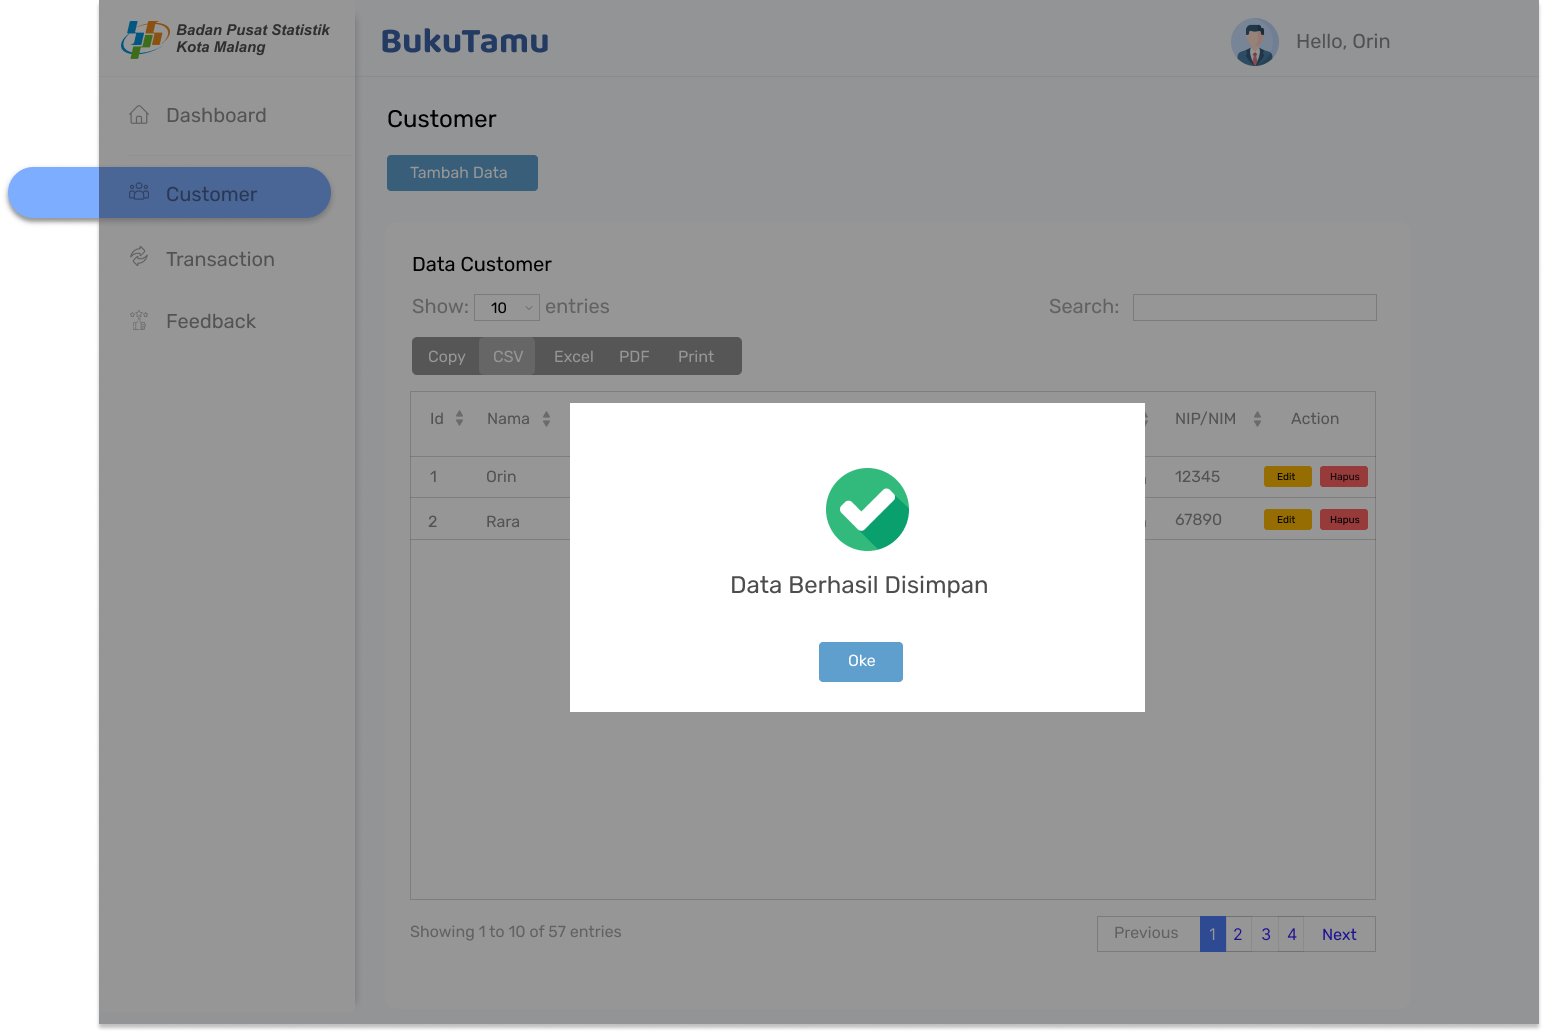 Badan Pusat Statistik
Kota Malang
BukuTamu
Hello, Orin
Dashboard
Customer
Transaction
Feedback
Customer
Tambah Data
Data Customer
Show: 10 entries
Search:
Copy CSV Excel PDF Print
Id Nama NIP/NIM Action
1 Orin 12345 Edit Hapus
2 Rara 67890 Edit Hapus
Data Berhasil Disimpan
Oke
Showing 1 to 10 of 57 entries
Previous 1 2 3 4 Next